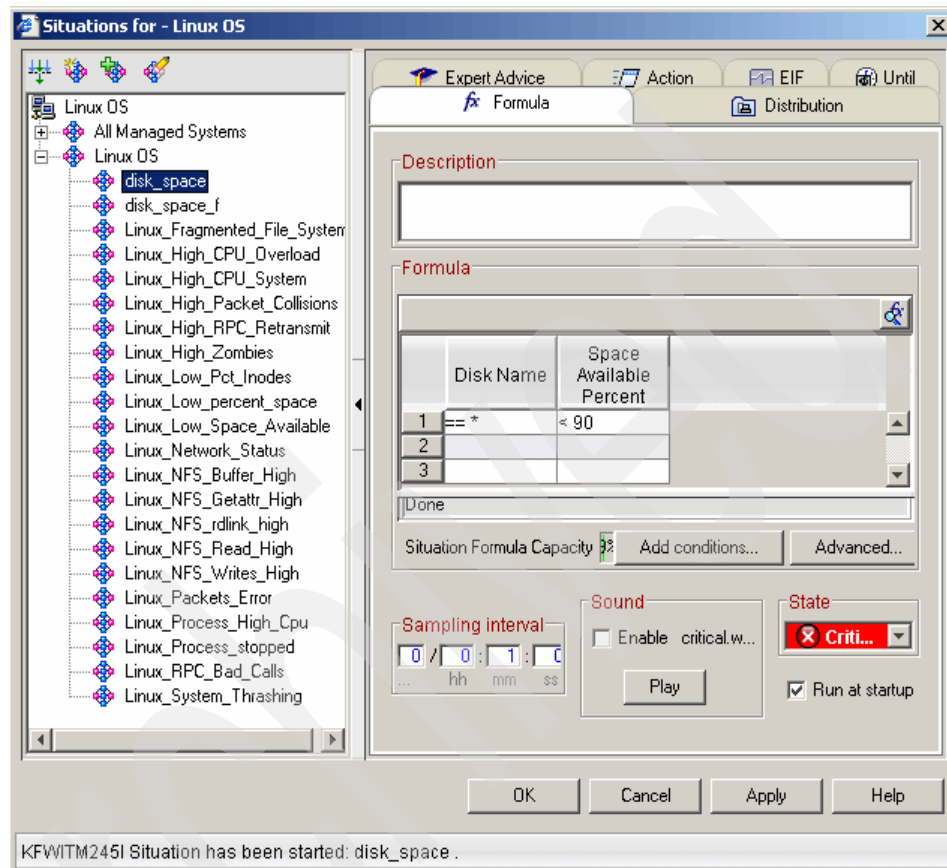 Situations for - Linux OS
Linux OS
All Managed Systems
Linux OS
disk_space
disk_space_f
Linux_Fragmented_File_System
Linux_High_CPU_Overload
Linux_High_CPU_System
Linux_High_Packet_Collisions
Linux_High_RPC_Retransmit
Linux_High_Zombies
Linux_Low_Pct_Inodes
Linux_Low_percent_space
Linux_Low_Space_Available
Linux_Network_Status
Linux_NFS_Buffer_High
Linux_NFS_Getattr_High
Linux_NFS_rdlink_high
Linux_NFS_Read_High
Linux_NFS_Writes_High
Linux_Packets_Error
Linux_Process_High_Cpu
Linux_Process_stopped
Linux_RPC_Bad_Calls
Linux_System_Thrashing
Expert Advice Action EIF Until
fx Formula Distribution
Description
Formula
Disk Name Space Available Percent
1 == * < 90
2
3
Done
Situation Formula Capacity Add conditions... Advanced...
Sampling interval
0 / 0 : 1 : 0
... hh mm ss
Sound
Enable critical.w...
Play
State
Criti...
Run at startup
OK Cancel Apply Help
KFWITM245I Situation has been started: disk_space .